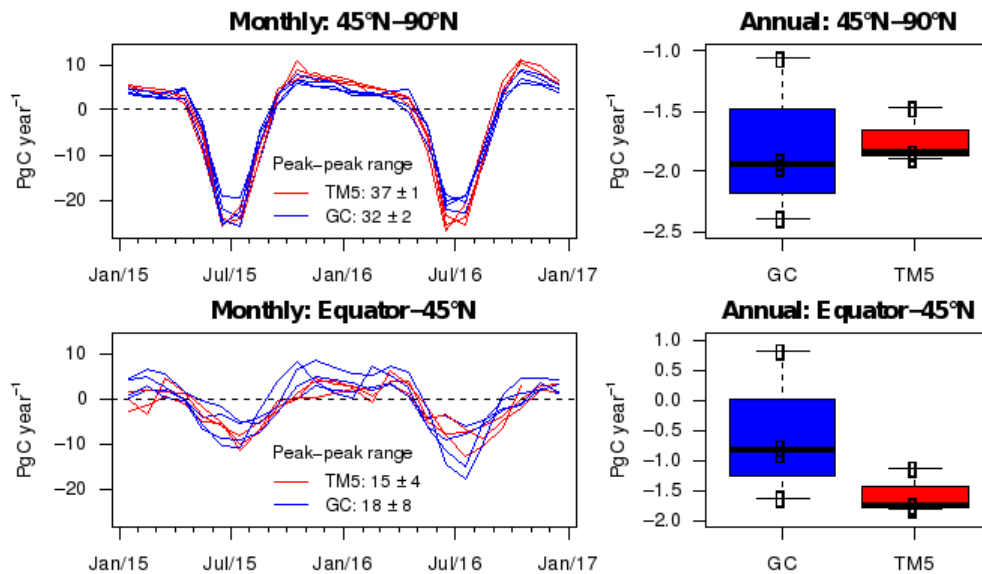 Monthly: 45°N–90°N
PgC year⁻¹
10
0
−10
−20
Peak−peak range
TM5: 37 ± 1
GC: 32 ± 2
Jan/15 Jul/15 Jan/16 Jul/16 Jan/17
Annual: 45°N–90°N
PgC year⁻¹
−1.0
−1.5
−2.0
−2.5
GC TM5
Monthly: Equator–45°N
PgC year⁻¹
10
0
−10
−20
Peak−peak range
TM5: 15 ± 4
GC: 18 ± 8
Jan/15 Jul/15 Jan/16 Jul/16 Jan/17
Annual: Equator–45°N
PgC year⁻¹
1.0
0.5
0.0
−0.5
−1.0
−1.5
−2.0
GC TM5